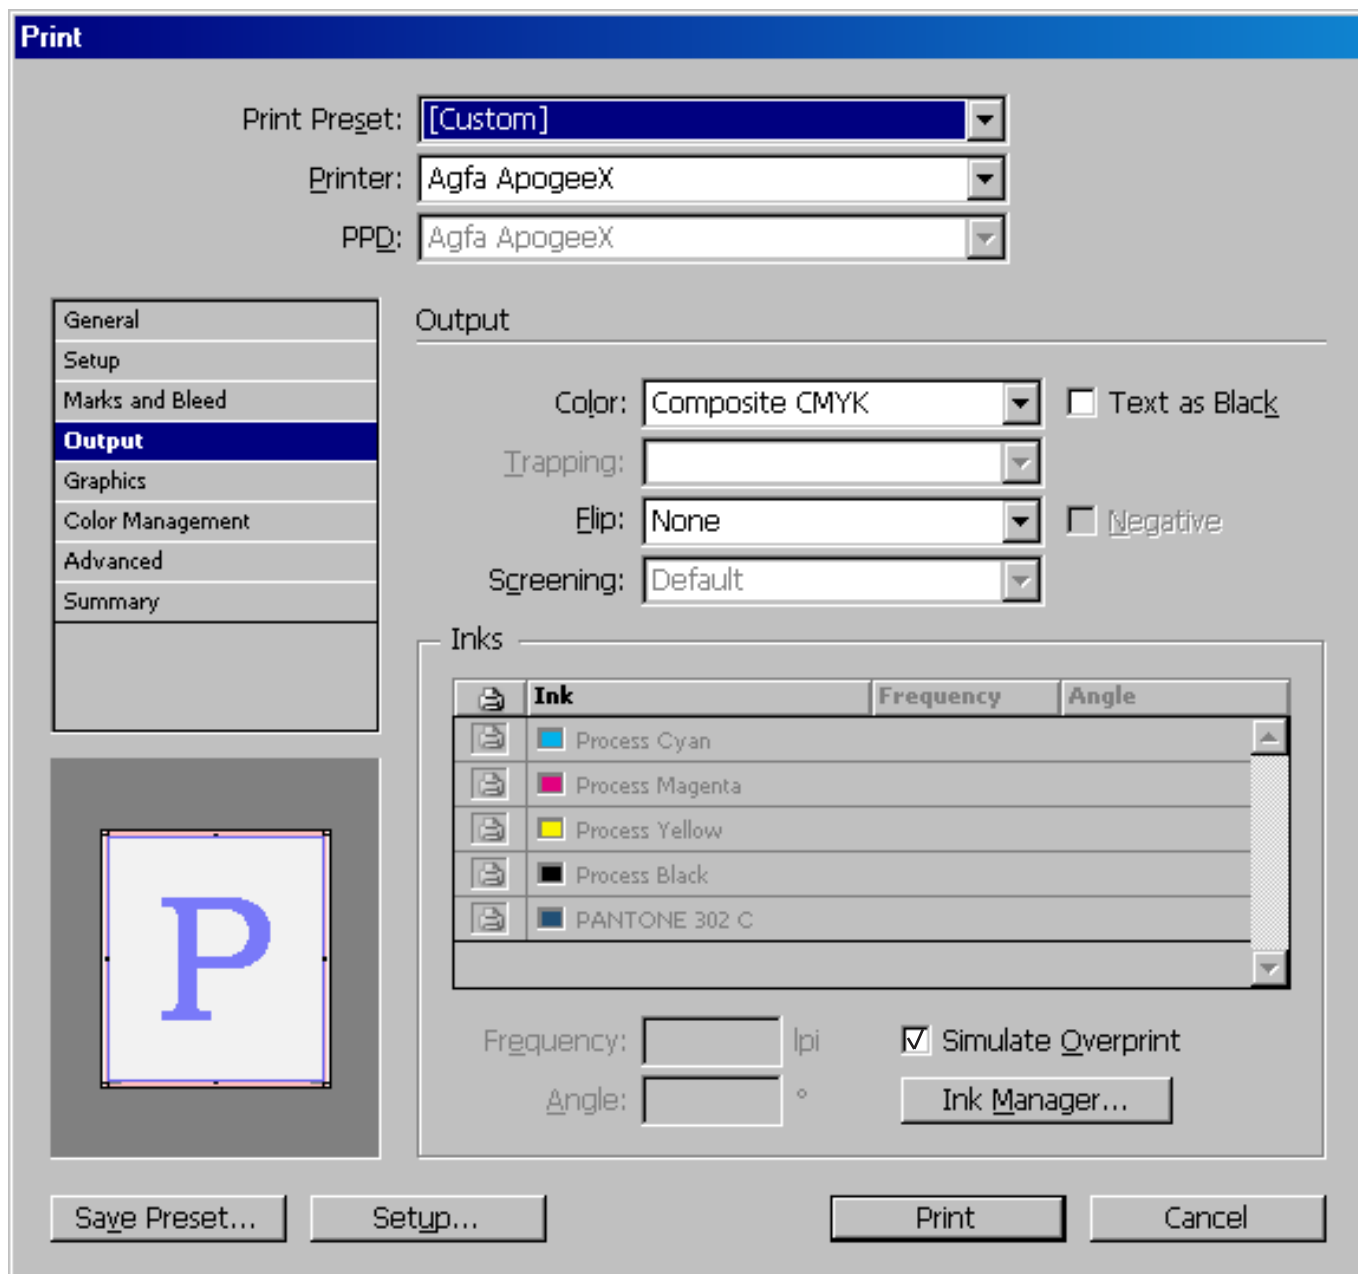 Print
Print Preset: [Custom]
Printer: Agfa ApogeeX
PPD: Agfa ApogeeX
General
Setup
Marks and Bleed
Output
Graphics
Color Management
Advanced
Summary
P
Output
Color: Composite CMYK Text as Black
Trapping:
Flip: None Negative
Screening: Default
Inks
Ink Frequency Angle
Process Cyan
Process Magenta
Process Yellow
Process Black
PANTONE 302 C
Frequency: lpi Simulate Overprint
Angle: ° Ink Manager...
Save Preset... Setup... Print Cancel